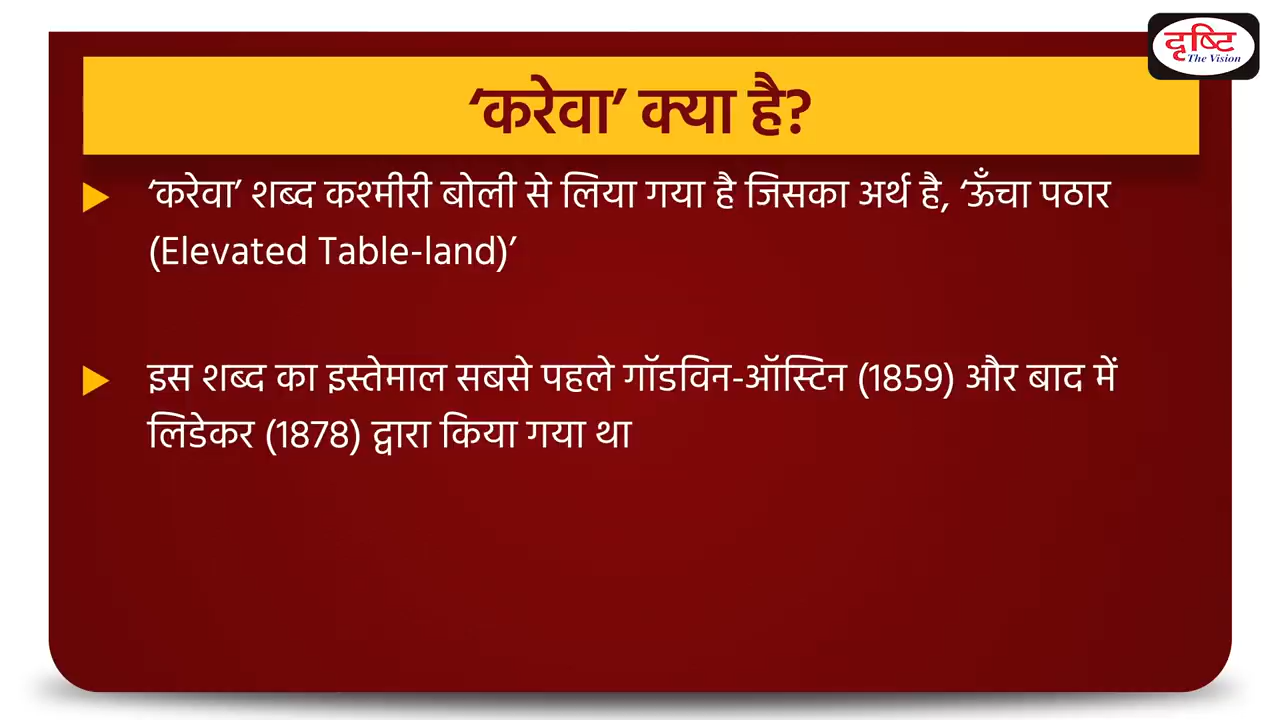 दृष्टि
The Vision
‘करेवा’ क्या है?
‘करेवा’ शब्द कश्मीरी बोली से लिया गया है जिसका अर्थ है, ‘ऊँचा पठार
(Elevated Table-land)’
इस शब्द का इस्तेमाल सबसे पहले गॉडविन-ऑस्टिन (1859) और बाद में
लिडेकर (1878) द्वारा किया गया था